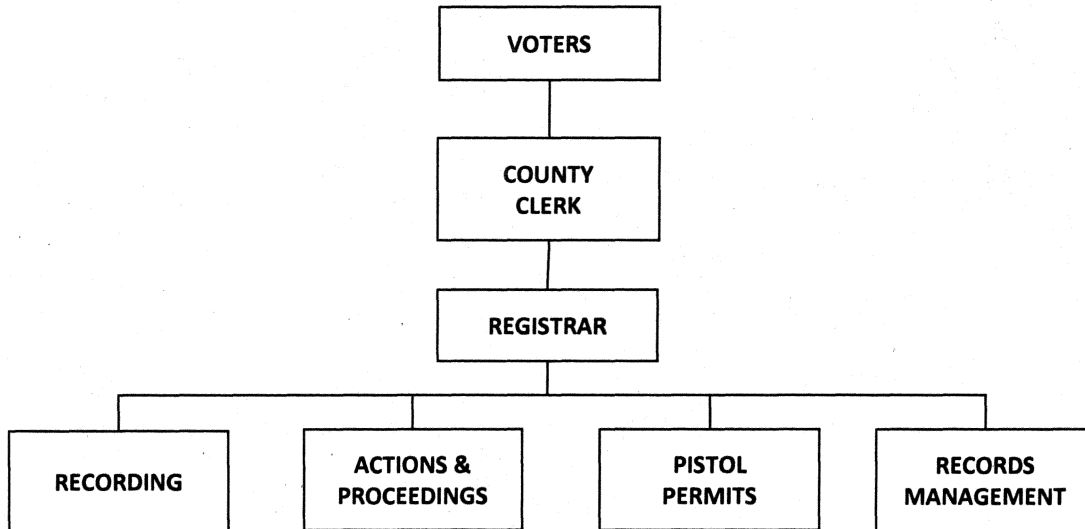 VOTERS
COUNTY
CLERK
REGISTRAR
RECORDING
ACTIONS &
PROCEEDINGS
PISTOL
PERMITS
RECORDS
MANAGEMENT